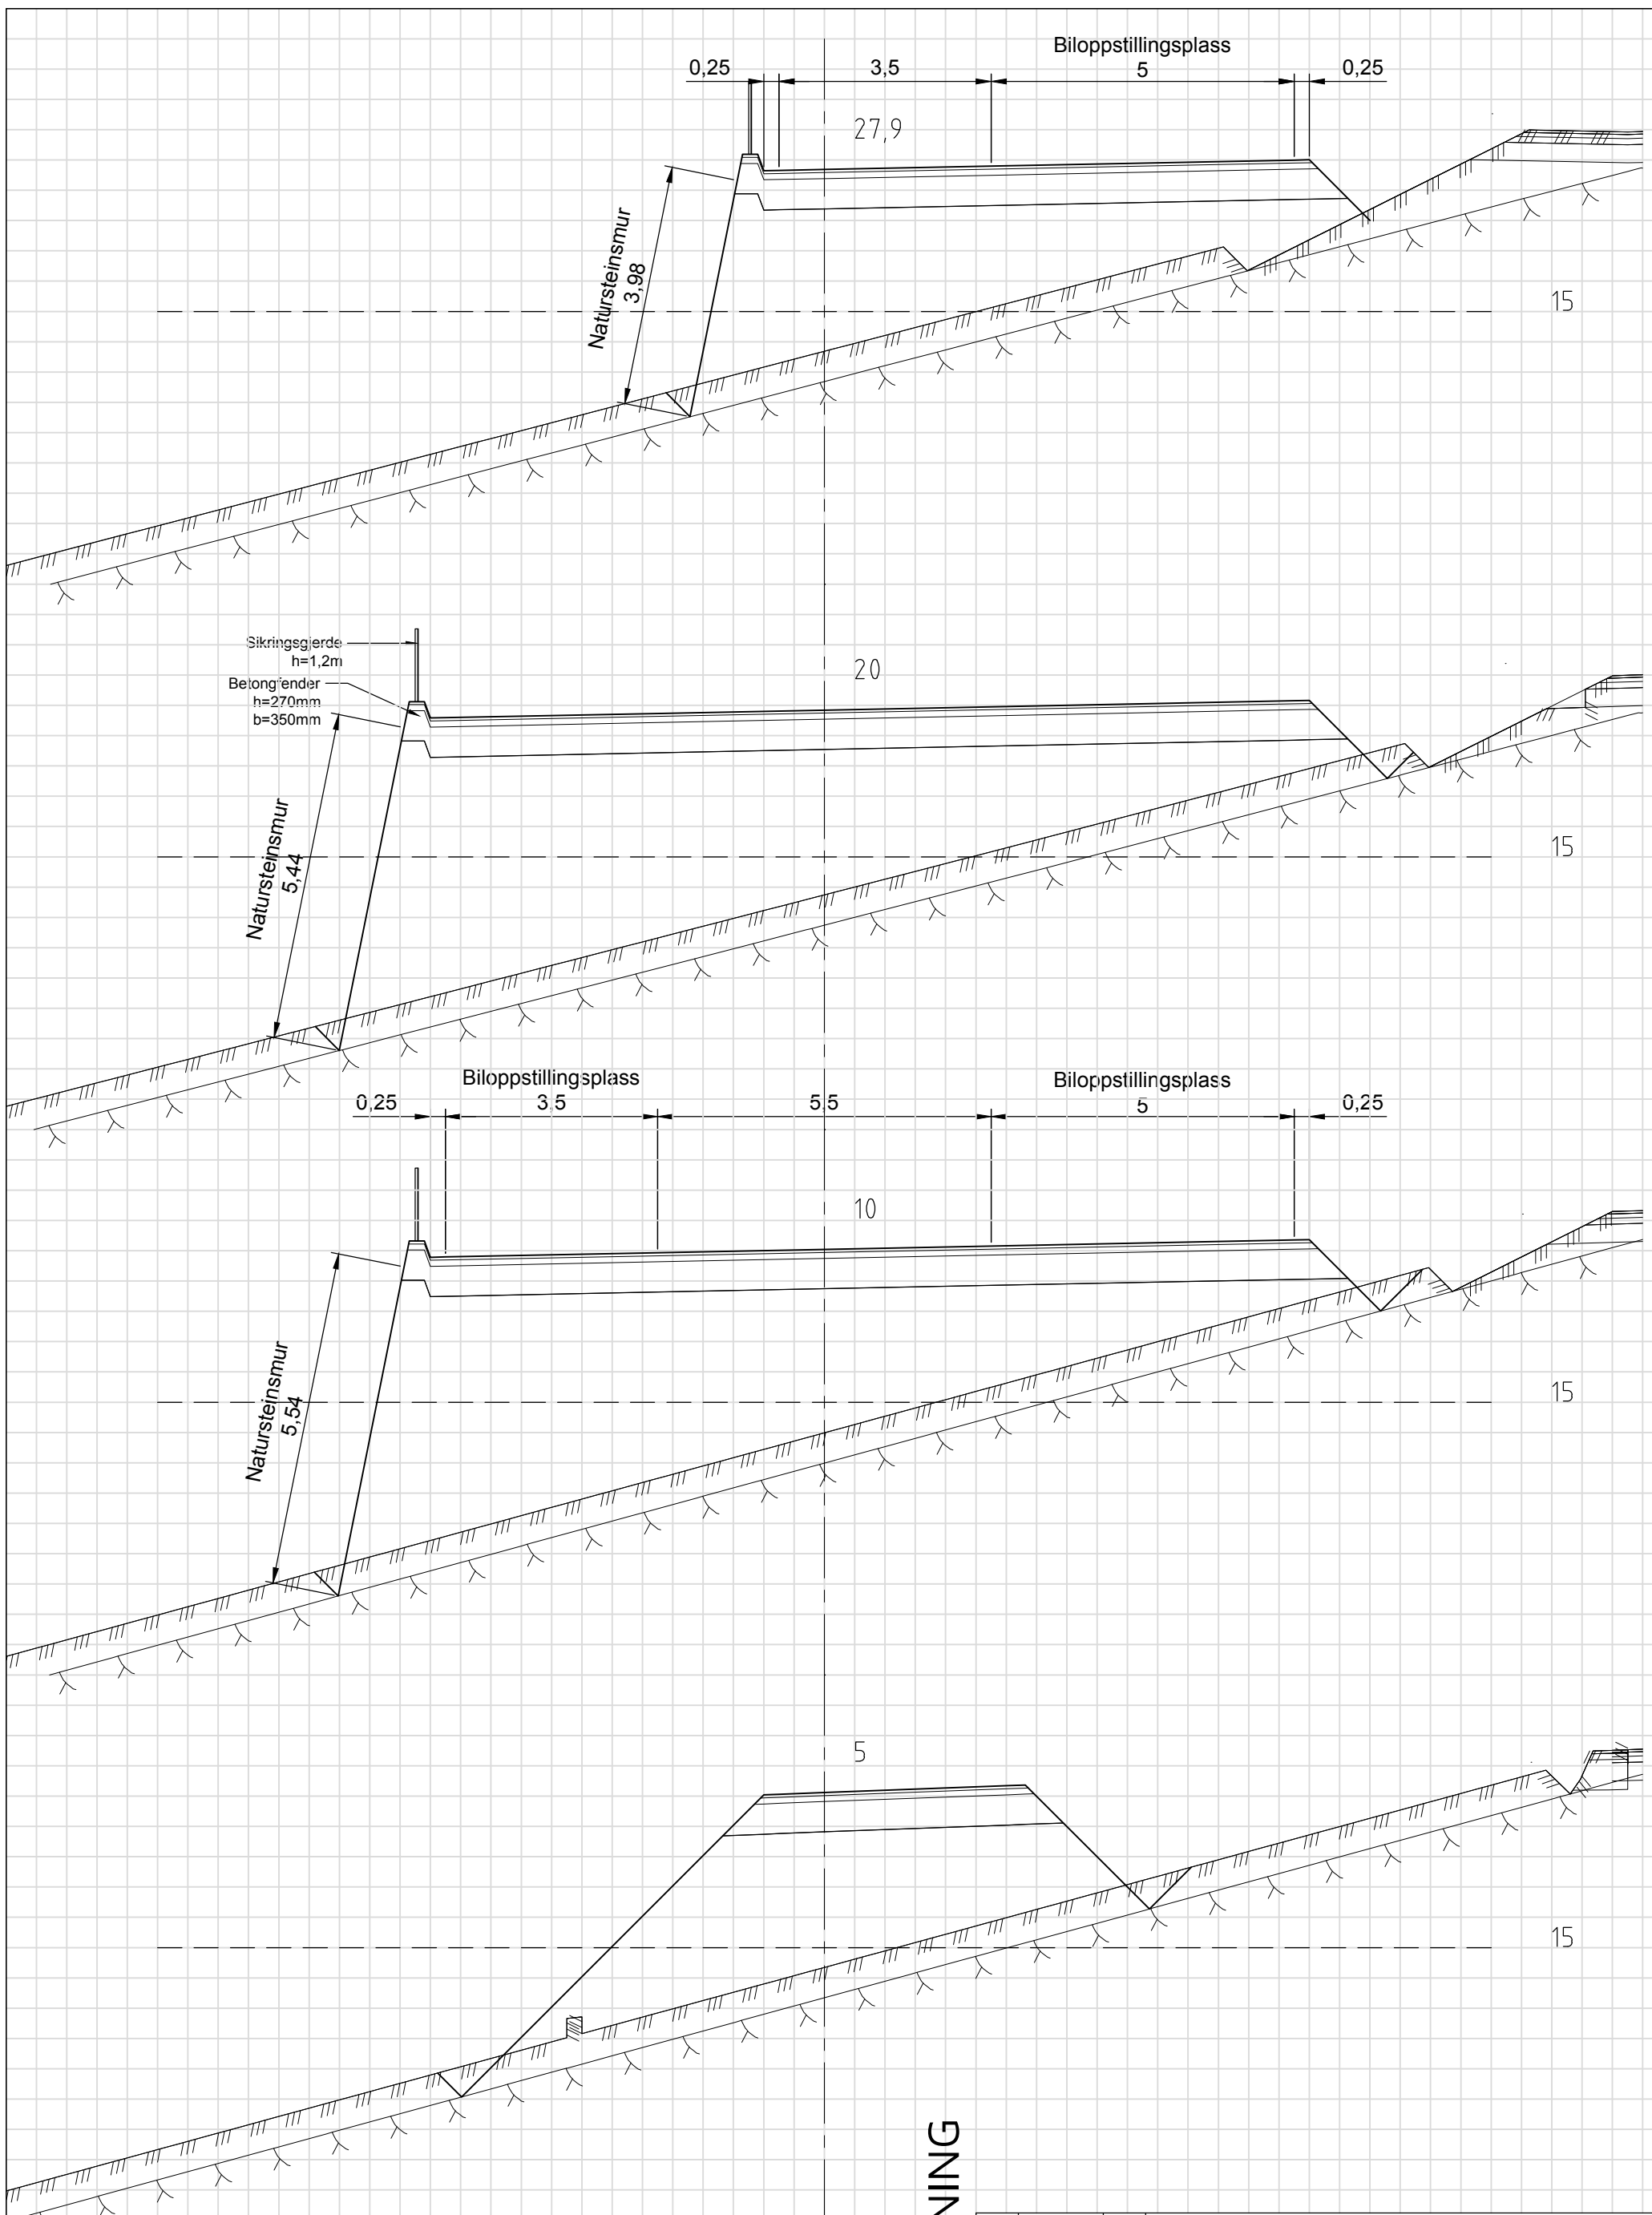 Biloppstillingsplass
0,25
3,5
5
0,25
27,9
Natursteinsmur
3,98
15
Sikringsgjerde
h=1,2m
Betongfender
h=270mm
b=350mm
20
Natursteinsmur
5,44
15
Biloppstillingsplass
Biloppstillingsplass
0,25
3,5
5,5
5
0,25
10
Natursteinsmur
5,54
15
5
15
NING